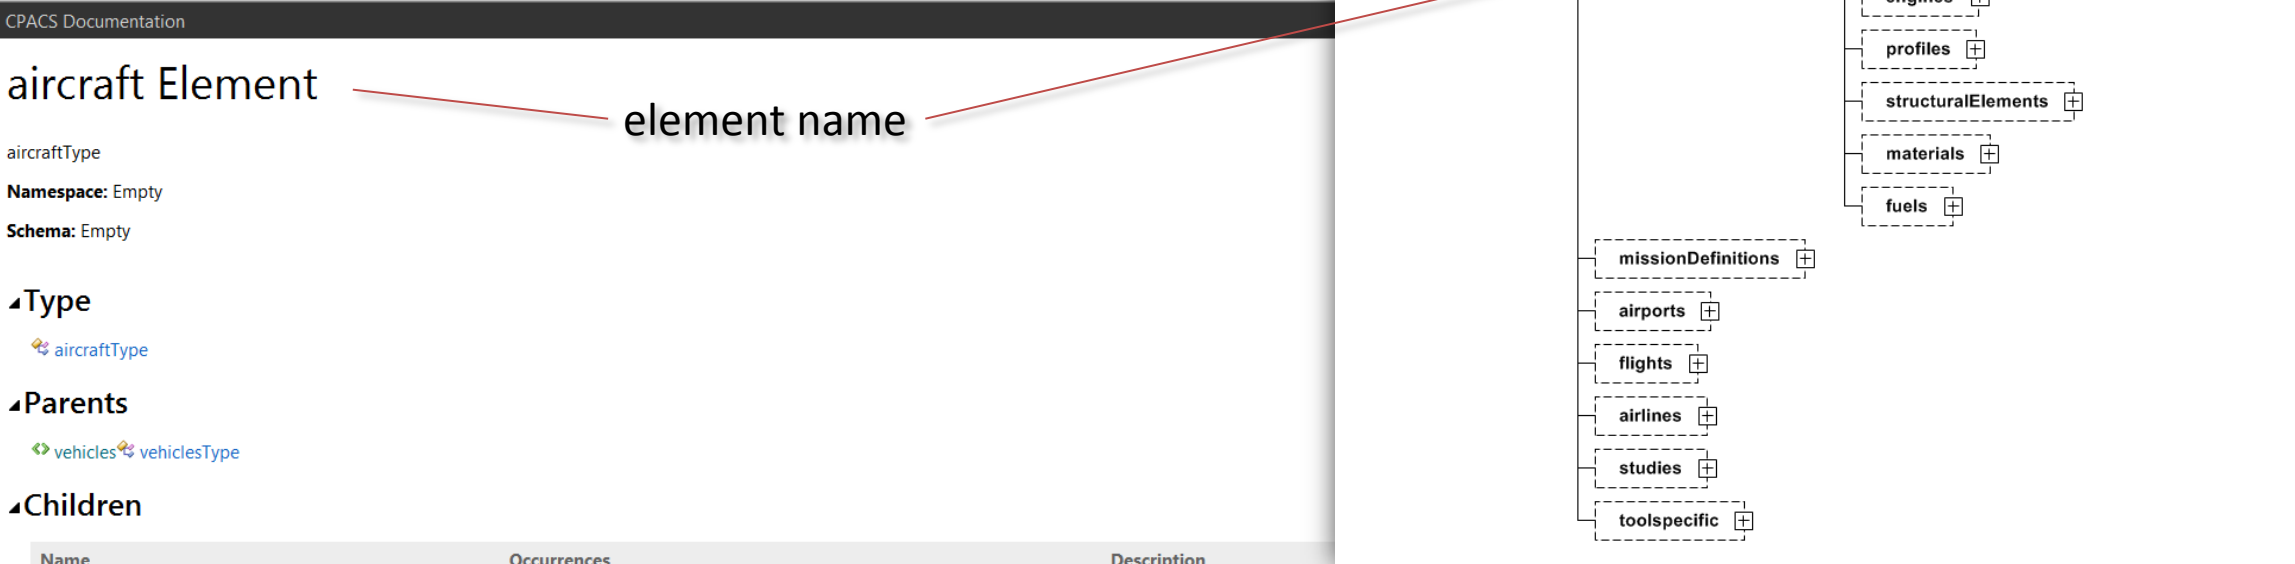 CPACS Documentation
aircraft Element
element name
aircraftType
Namespace: Empty
Schema: Empty
Type
aircraftType
Parents
vehicles vehiclesType
Children
Name Occurrences Description
engines
profiles
structuralElements
materials
fuels
missionDefinitions
airports
flights
airlines
studies
toolspecific